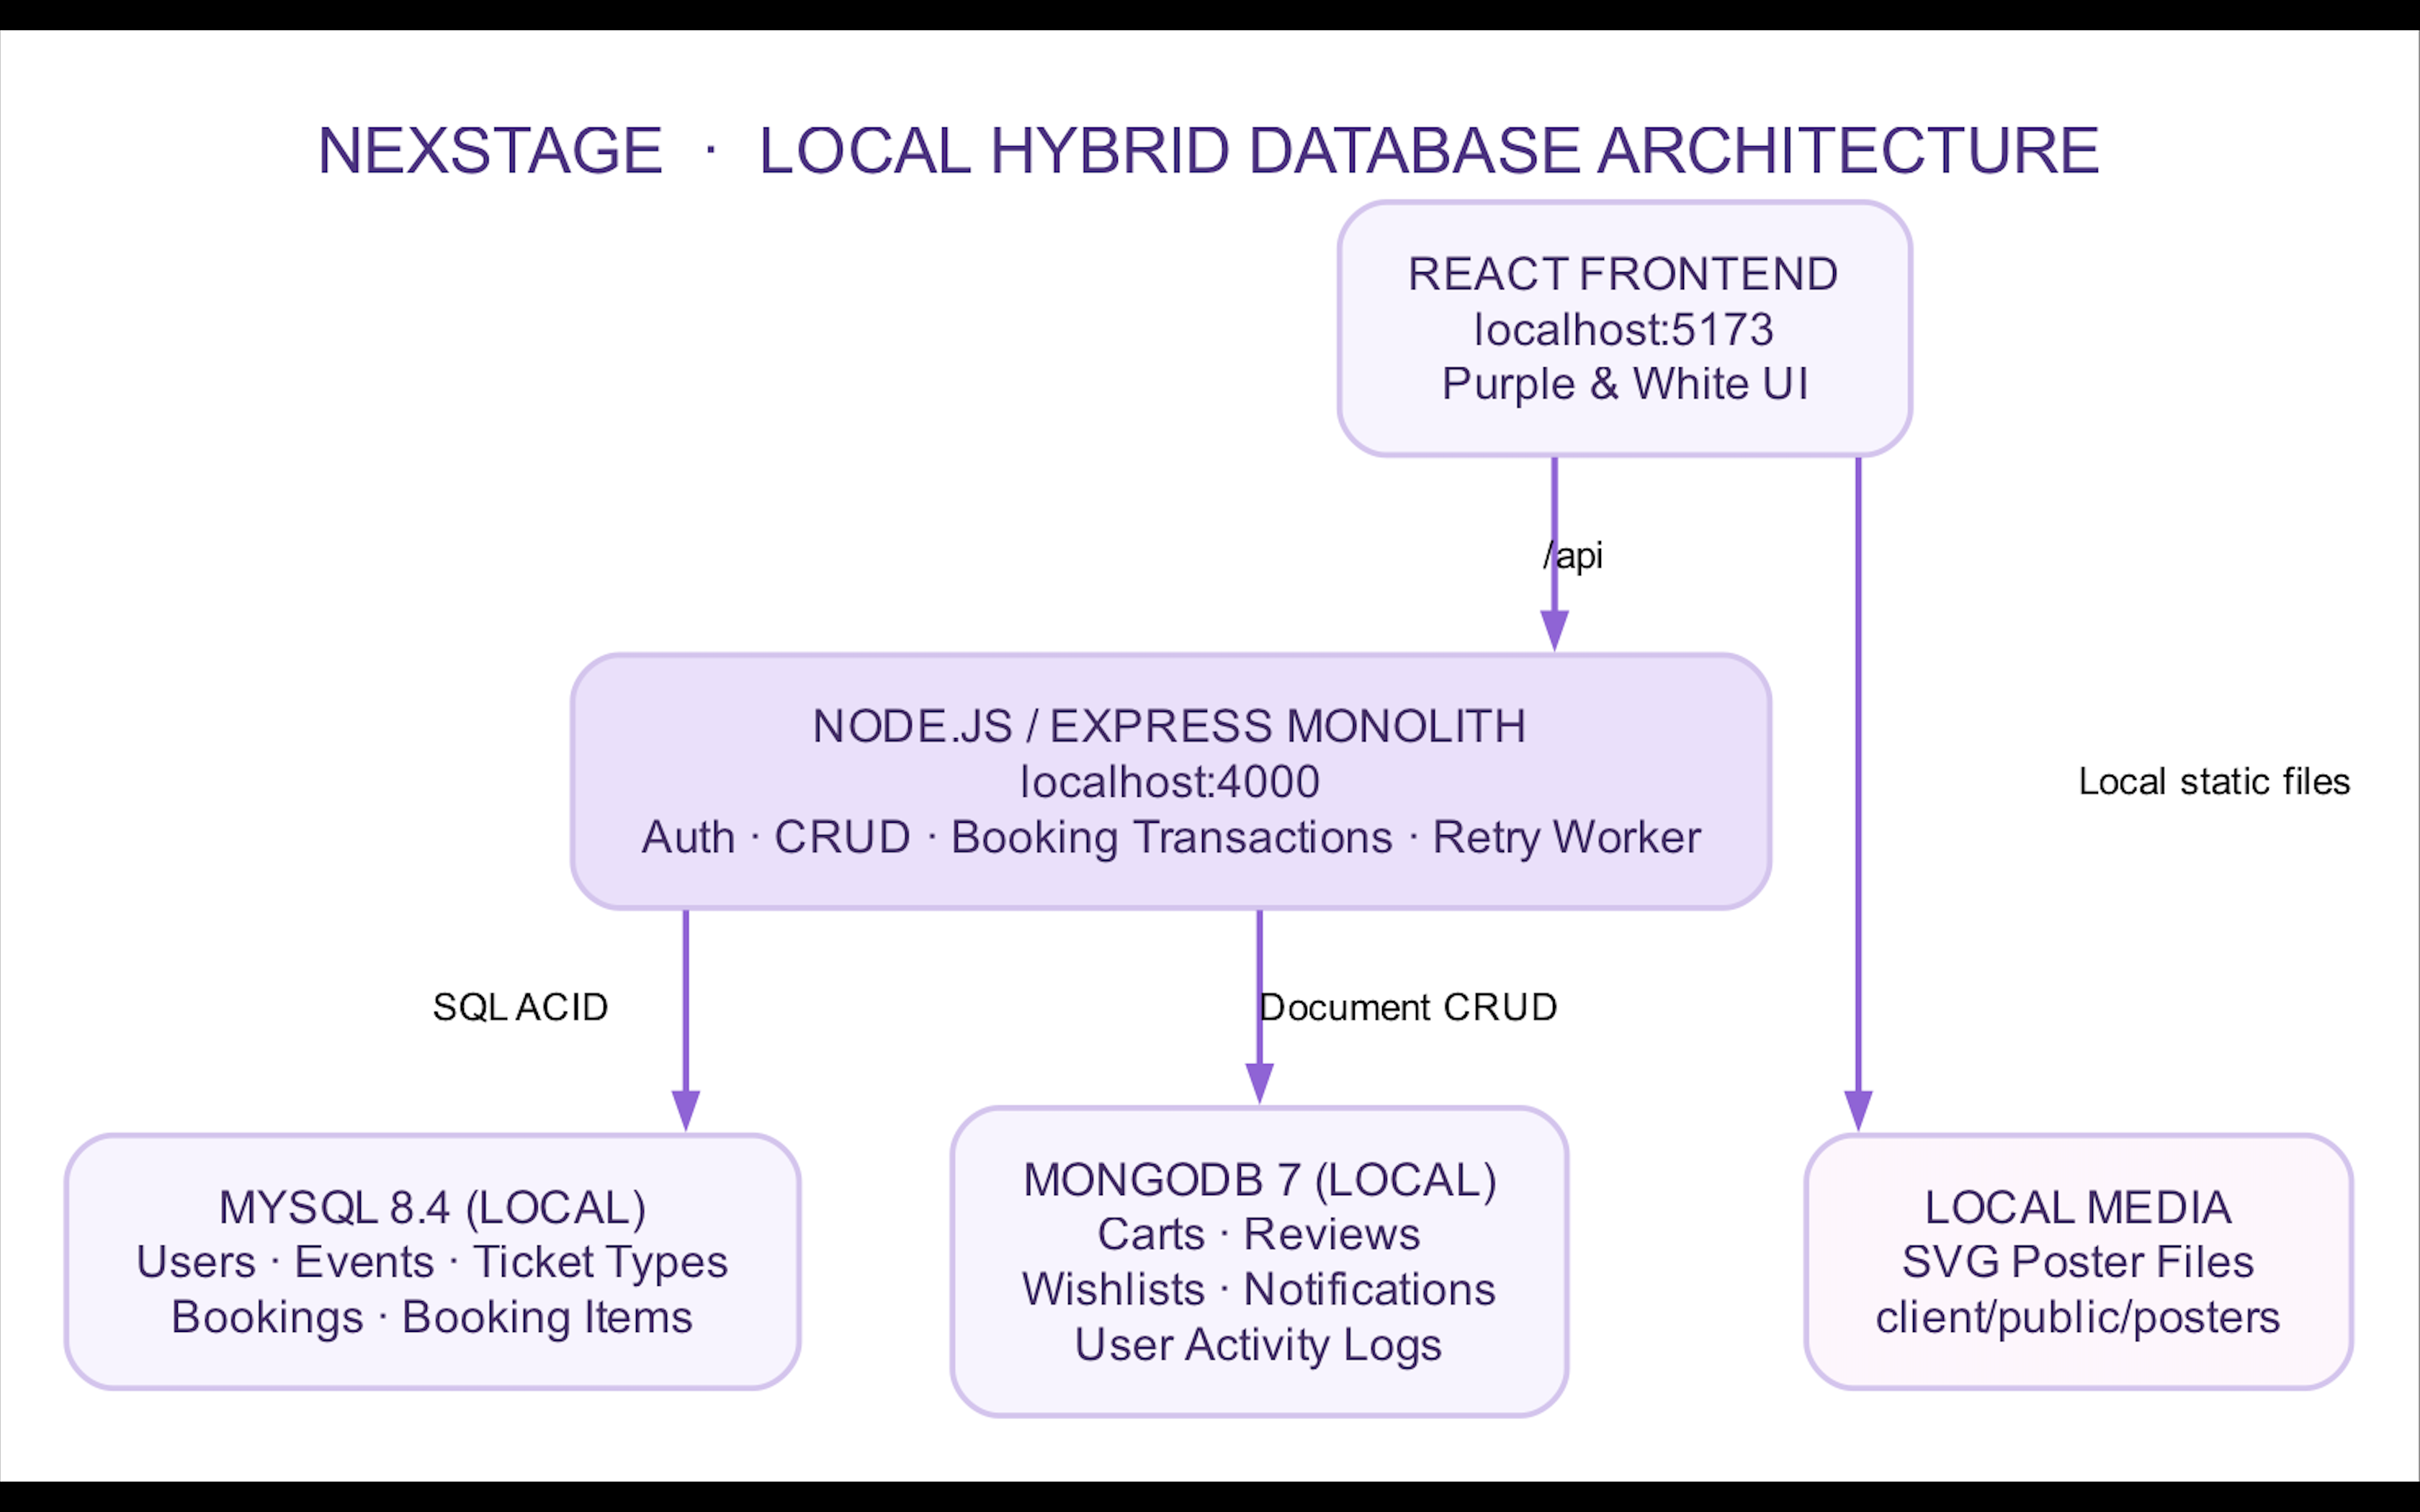 NEXSTAGE · LOCAL HYBRID DATABASE ARCHITECTURE
REACT FRONTEND
localhost:5173
Purple & White UI
/api
NODE.JS / EXPRESS MONOLITH
localhost:4000
Auth · CRUD · Booking Transactions · Retry Worker
Local static files
SQL ACID
Document CRUD
MYSQL 8.4 (LOCAL)
Users · Events · Ticket Types
Bookings · Booking Items
MONGODB 7 (LOCAL)
Carts · Reviews
Wishlists · Notifications
User Activity Logs
LOCAL MEDIA
SVG Poster Files
client/public/posters